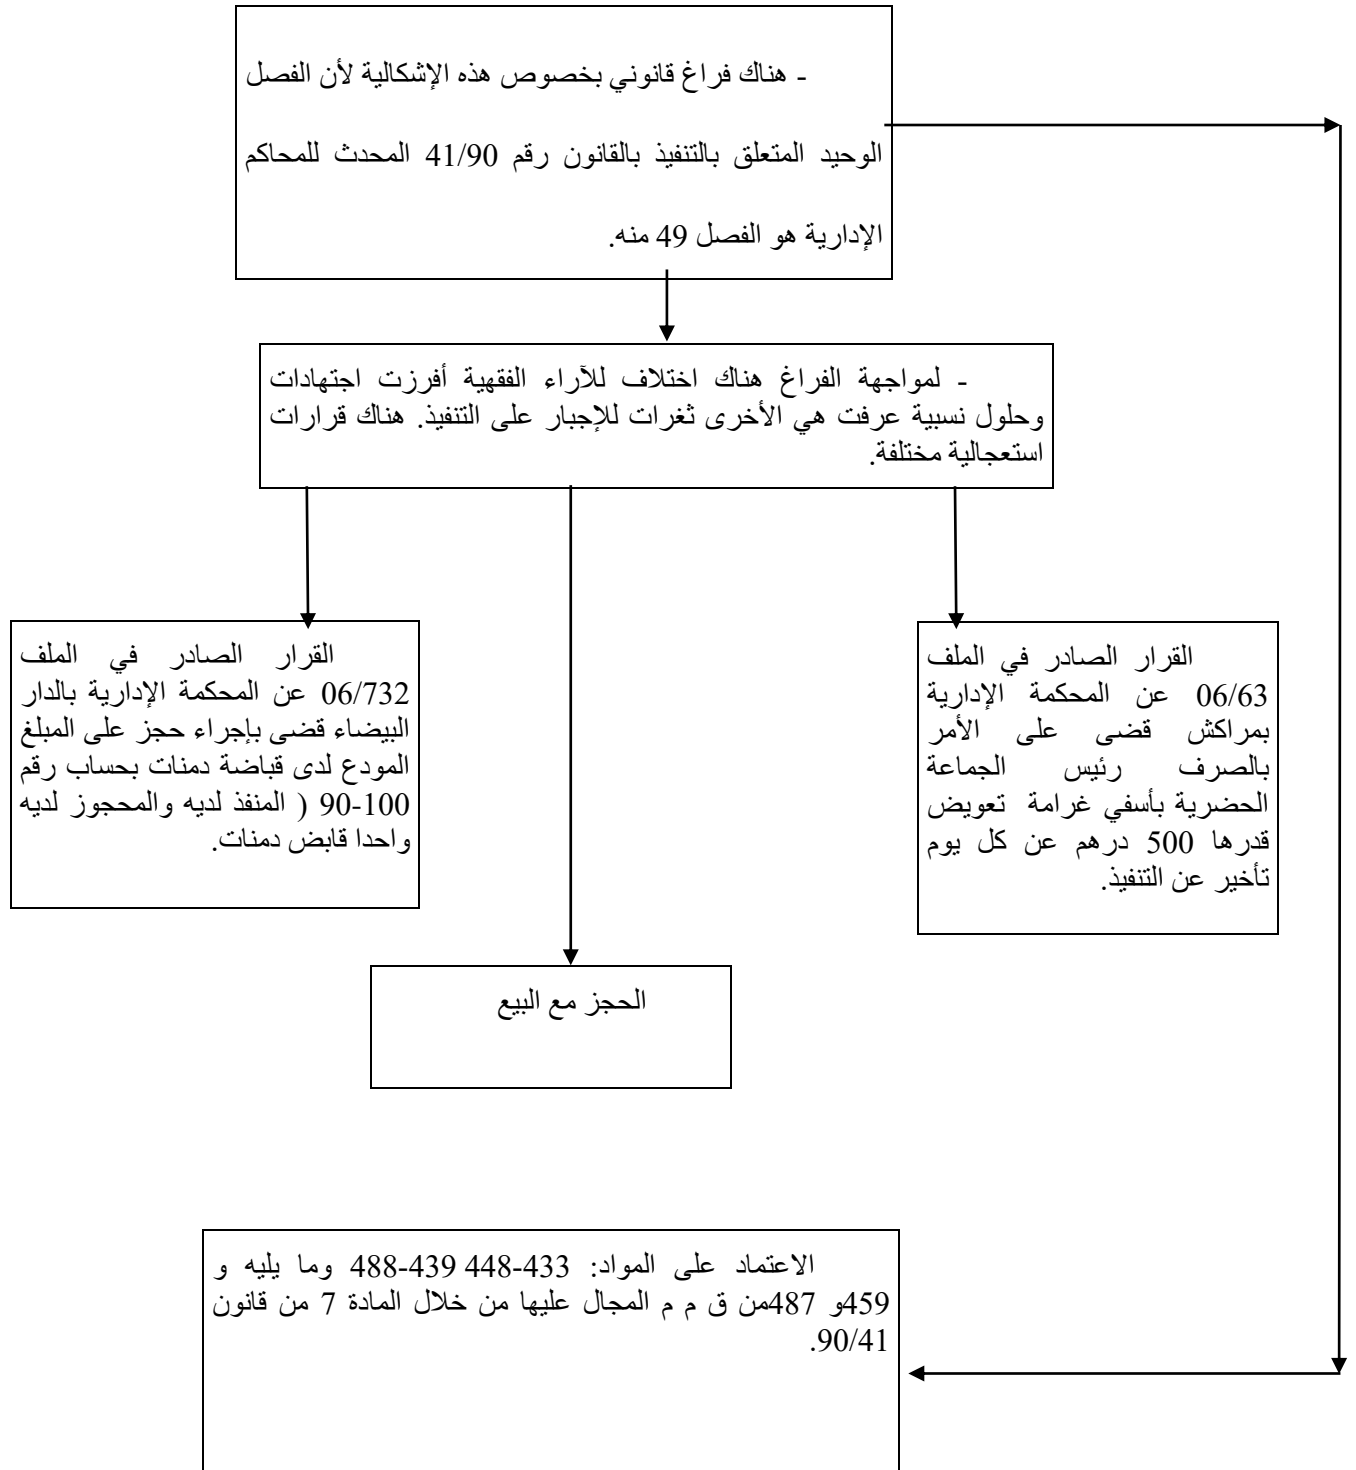 - هناك فراغ قانوني بخصوص هذه الإشكالية لأن الفصل
الوحيد المتعلق بالتنفيذ بالقانون رقم 41/90 المحدث للمحاكم
الإدارية هو الفصل 49 منه.
- لمواجهة الفراغ هناك اختلاف للآراء الفقهية أفرزت اجتهادات
وحلول نسبية عرفت هي الأخرى ثغرات للإجبار على التنفيذ. هناك قرارات
استعجالية مختلفة.
القرار الصادر في الملف
06/63 عن المحكمة الإدارية
بمراكش قضى على الأمر
بالصرف رئيس الجماعة
الحضرية بأسفي غرامة تعويض
قدرها 500 درهم عن كل يوم
تأخير عن التنفيذ.
القرار الصادر في الملف
06/732 عن المحكمة الإدارية بالدار
البيضاء قضى بإجراء حجز على المبلغ
المودع لدى قباضة دمنات بحساب رقم
90-100 ( المنفذ لديه والمحجوز لديه
واحدا قابض دمنات.
الحجز مع البيع
الاعتماد على المواد: 433-448 439-488 وما يليه و
459و 487من ق م م المجال عليها من خلال المادة 7 من قانون
90/41.